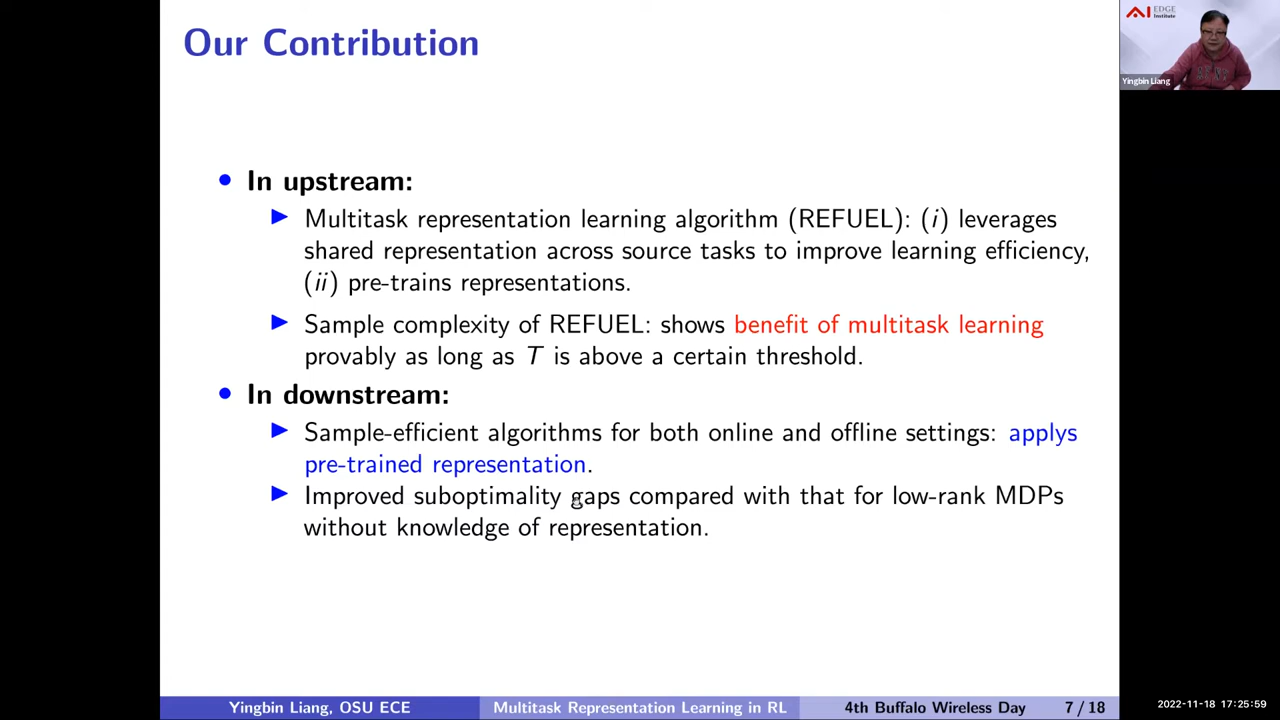 Our Contribution
AI EDGE
Institute
Yingbin Liang
• In upstream:
▶ Multitask representation learning algorithm (REFUEL): (i) leverages
shared representation across source tasks to improve learning efficiency,
(ii) pre-trains representations.
▶ Sample complexity of REFUEL: shows benefit of multitask learning
provably as long as T is above a certain threshold.
• In downstream:
▶ Sample-efficient algorithms for both online and offline settings: applys
pre-trained representation.
▶ Improved suboptimality gaps compared with that for low-rank MDPs
without knowledge of representation.
Yingbin Liang, OSU ECE Multitask Representation Learning in RL 4th Buffalo Wireless Day 7 / 18
2022-11-18 17:25:59